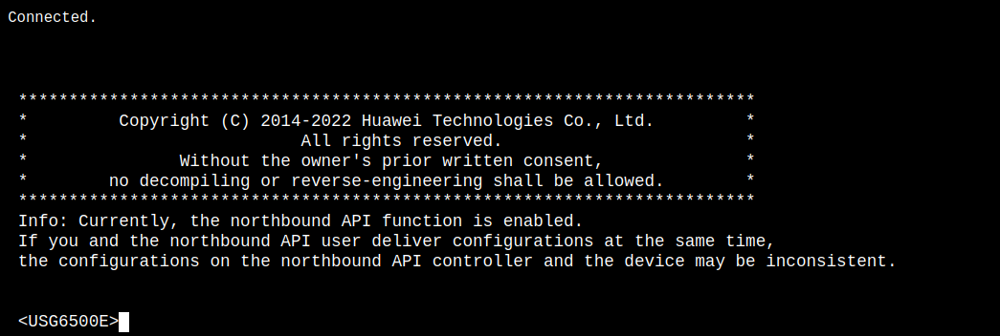 Connected.
*************************************************************************
* Copyright (C) 2014-2022 Huawei Technologies Co., Ltd. *
* All rights reserved. *
* Without the owner's prior written consent, *
* no decompiling or reverse-engineering shall be allowed. *
*************************************************************************
Info: Currently, the northbound API function is enabled.
If you and the northbound API user deliver configurations at the same time,
the configurations on the northbound API controller and the device may be inconsistent.
<USG6500E>